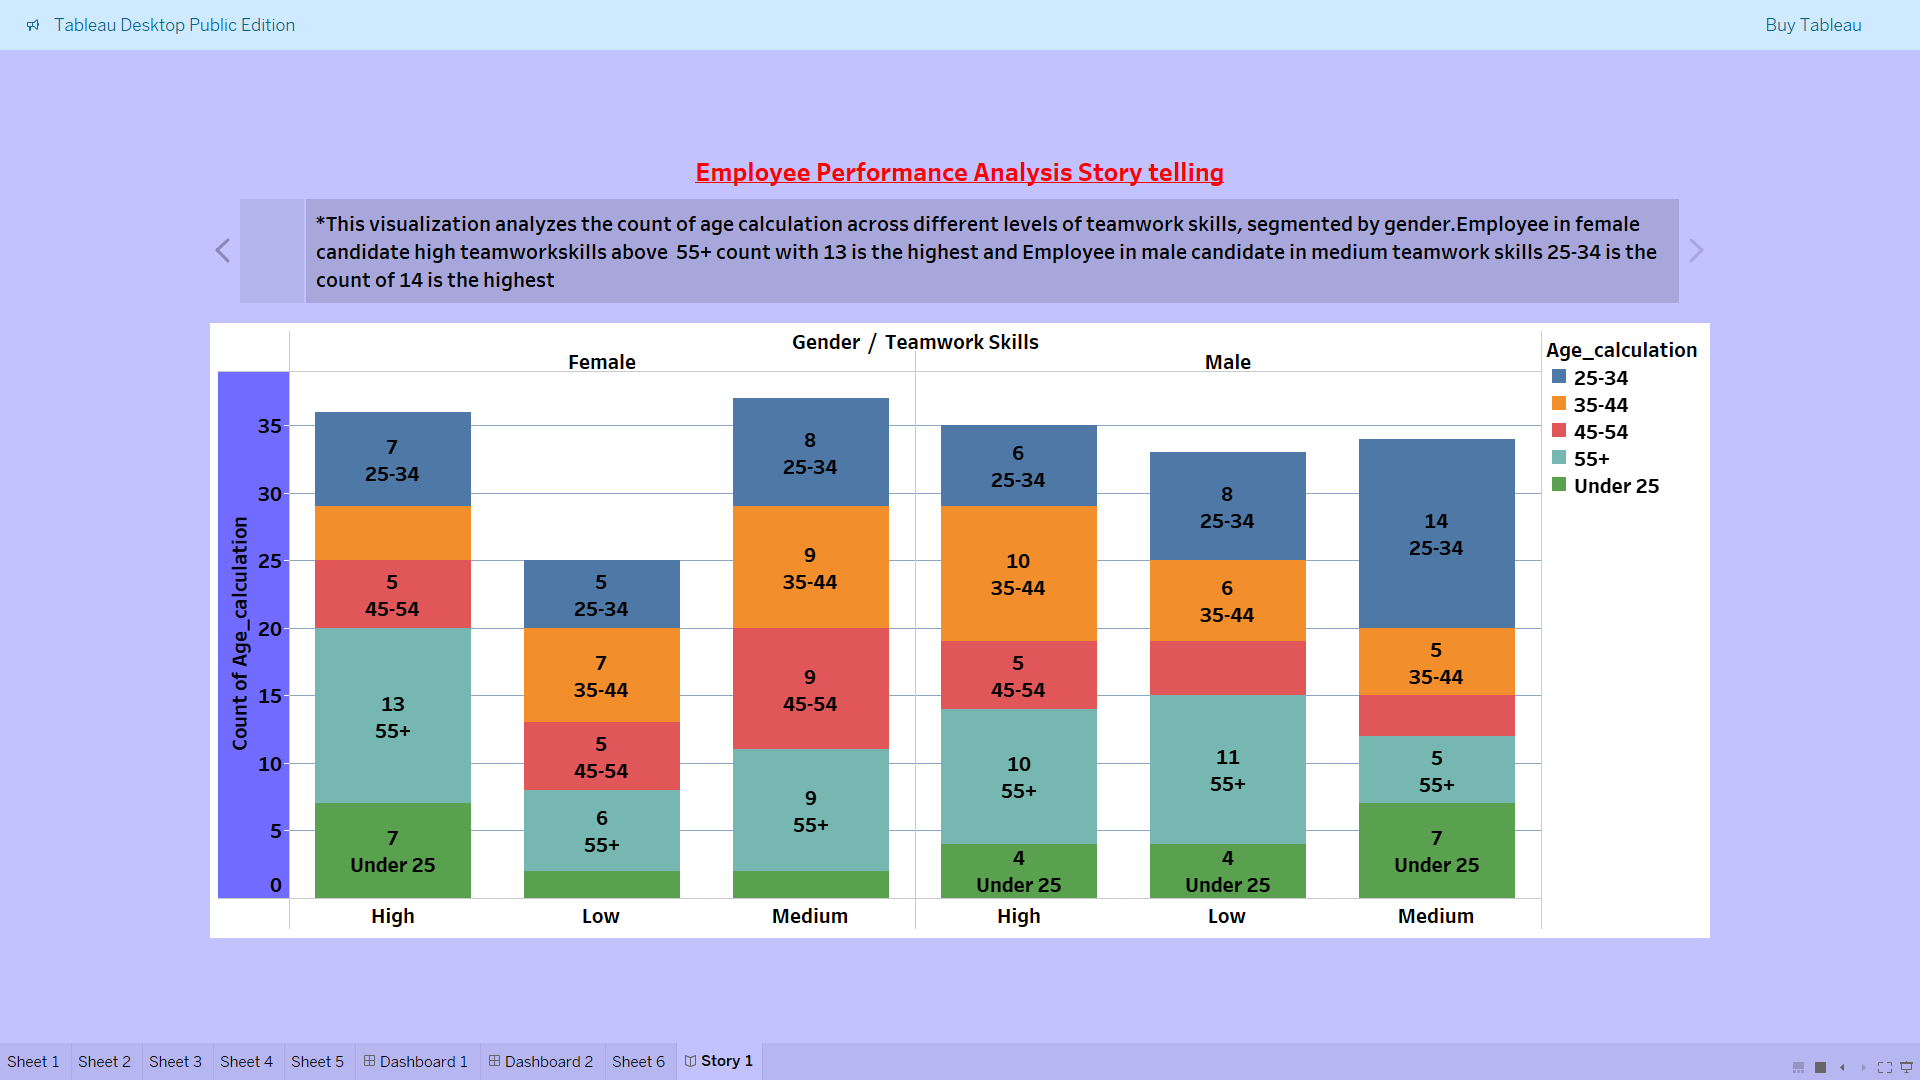 Tableau Desktop Public Edition
Buy Tableau
Employee Performance Analysis Story telling
*This visualization analyzes the count of age calculation across different levels of teamwork skills, segmented by gender.Employee in female
candidate high teamworkskills above  55+ count with 13 is the highest and Employee in male candidate in medium teamwork skills 25-34 is the
count of 14 is the highest
Gender / Teamwork Skills
Female
Male
Count of Age_calculation
35
30
25
20
15
10
5
0
7
25-34
5
45-54
13
55+
7
Under 25
High
5
25-34
7
35-44
5
45-54
6
55+
Low
8
25-34
9
35-44
9
45-54
9
55+
Medium
6
25-34
10
35-44
5
45-54
10
55+
4
Under 25
High
8
25-34
6
35-44
11
55+
4
Under 25
Low
14
25-34
5
35-44
5
55+
7
Under 25
Medium
Age_calculation
25-34
35-44
45-54
55+
Under 25
Sheet 1 Sheet 2 Sheet 3 Sheet 4 Sheet 5 Dashboard 1 Dashboard 2 Sheet 6 Story 1